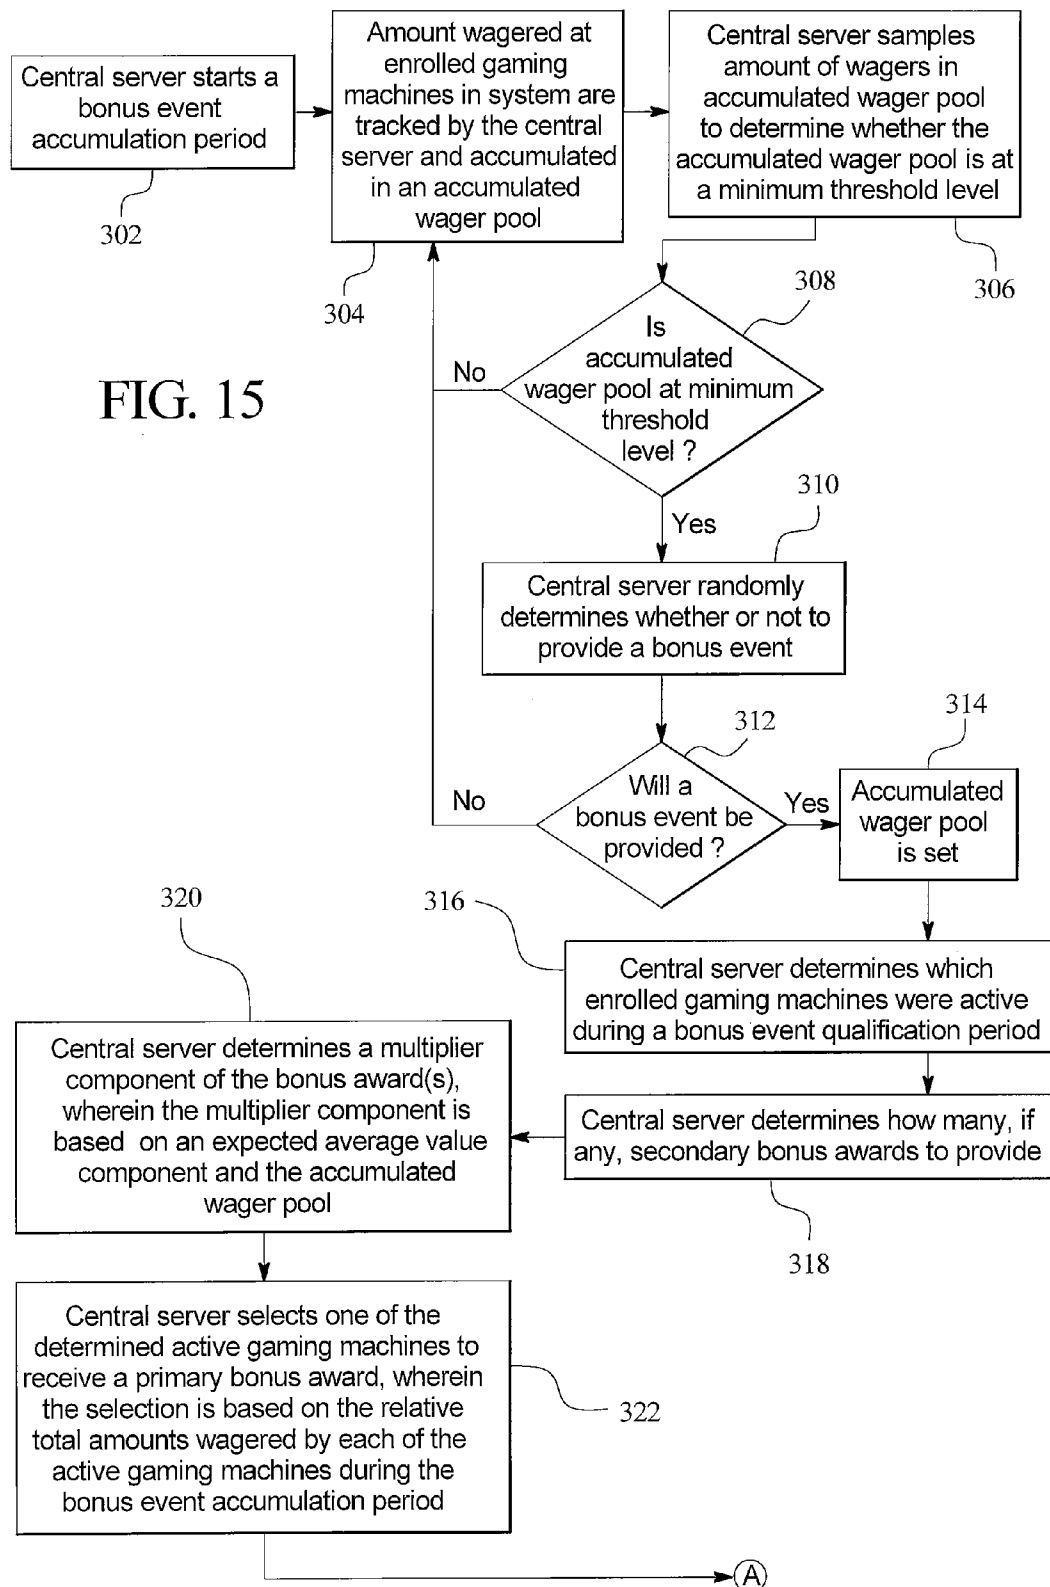 Central server starts a
bonus event
accumulation period
302
Amount wagered at
enrolled gaming
machines in system are
tracked by the central
server and accumulated
in an accumulated
wager pool
304
Central server samples
amount of wagers in
accumulated wager pool
to determine whether the
accumulated wager pool is at
a minimum threshold level
306
308
Is
accumulated
wager pool at minimum
threshold
level ?
No
FIG. 15
Yes
310
Central server randomly
determines whether or not to
provide a bonus event
312
Will a
bonus event be
provided ?
No
Yes
314
Accumulated
wager pool
is set
316
Central server determines which
enrolled gaming machines were active
during a bonus event qualification period
Central server determines how many, if
any, secondary bonus awards to provide
318
320
Central server determines a multiplier
component of the bonus award(s),
wherein the multiplier component is
based on an expected average value
component and the accumulated
wager pool
Central server selects one of the
determined active gaming machines to
receive a primary bonus award, wherein
the selection is based on the relative
total amounts wagered by each of the
active gaming machines during the
bonus event accumulation period
322
A